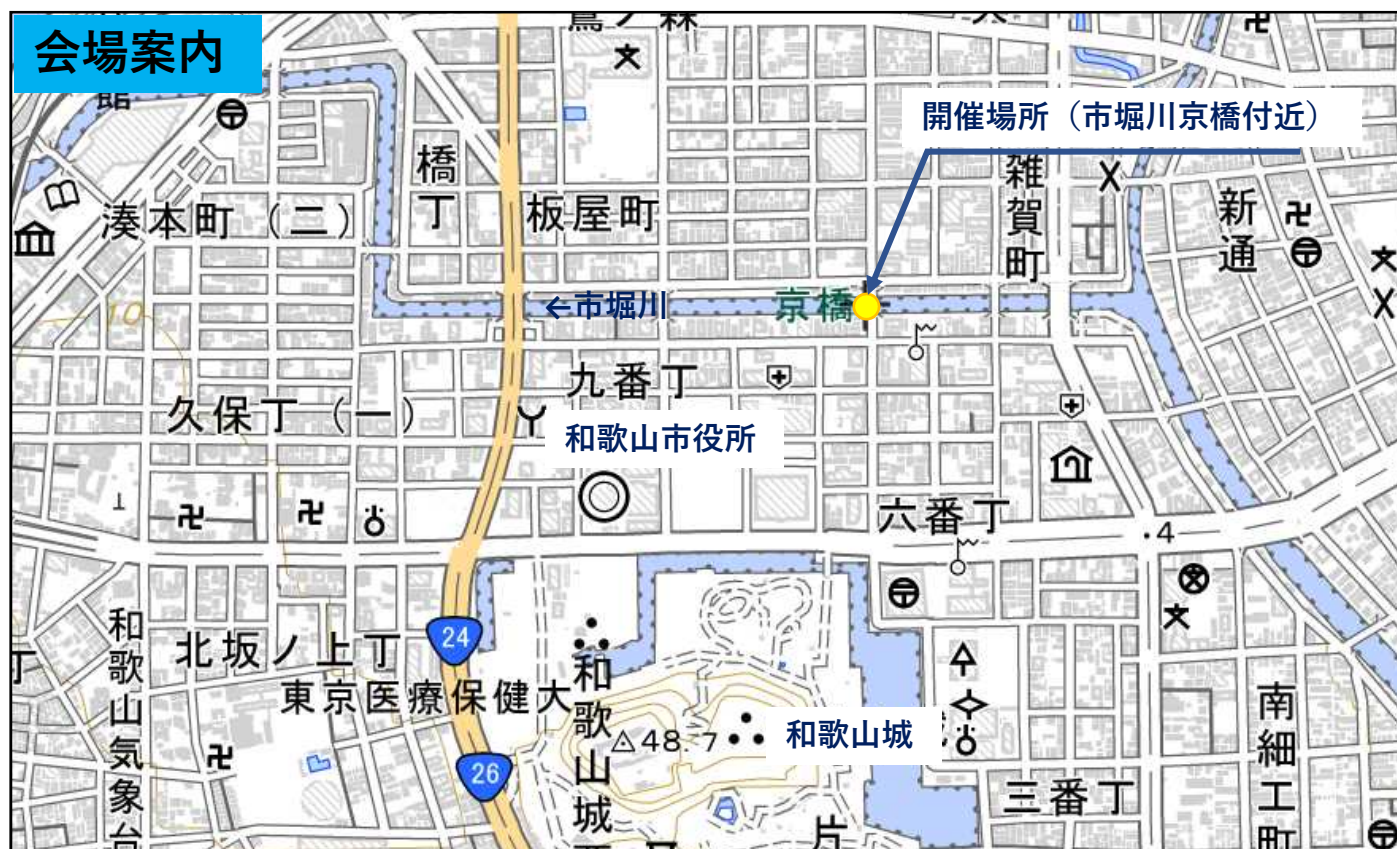 会場案内
開催場所（市堀川京橋付近）
橋丁
雑賀町
湊本町（二）
板屋町
新通
10
←市堀川
京橋
九番丁
久保丁（一）
和歌山市役所
六番丁
・4
24
北坂ノ上丁
和歌山気象台
東京医療保健大
和歌山城
48.7
和歌山城
26
三番丁
南細工町
片
丁